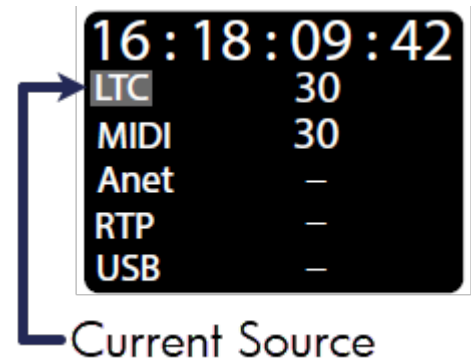 16 : 18 : 09 : 42
LTC 30
MIDI 30
Anet –
RTP –
USB –
Current Source